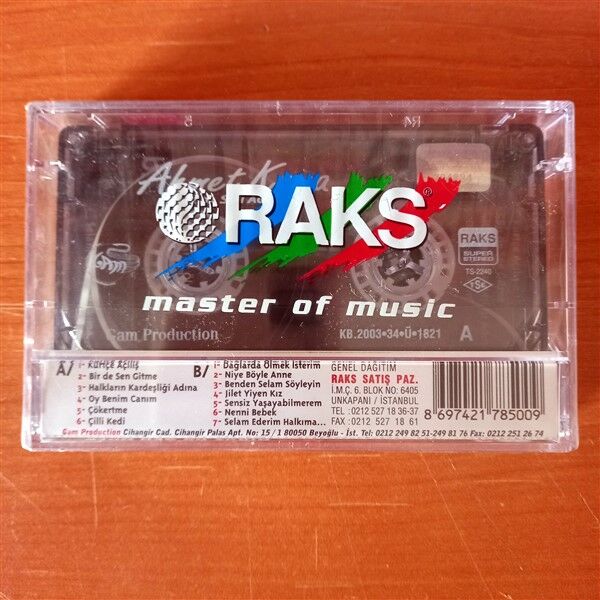 Ahmet Kaya
RAKS
®
master of music
RAKS
SUPER
STEREO
TS-2240
TSE
Gam Production
KB.2003•34•Ü•1821
A
A/
1- Kürtçe Açılış
2- Bir de Sen Gitme
3- Halkların Kardeşliği Adına
4- Oy Benim Canım
5- Çökertme
6- Çilli Kedi
B/
1- Bağlarda Ölmek İsterim
2- Niye Böyle Anne
3- Benden Selam Söyleyin
4- Jilet Yiyen Kız
5- Sensiz Yaşayabilmerem
6- Nenni Bebek
7- Selam Ederim Halkıma...
GENEL DAĞITIM
RAKS SATIŞ PAZ.
İ.M.Ç. 6. BLOK NO: 6405
UNKAPANI / İSTANBUL
TEL : 0212 527 18 36-37
FAX : 0212 527 18 61
8 697421 785009
Gam Production Cihangir Cad. Cihangir Palas Apt. No: 15 / 1 80050 Beyoğlu - İst. Tel: 0212 249 82 51-249 81 76 Fax: 0212 251 26 74